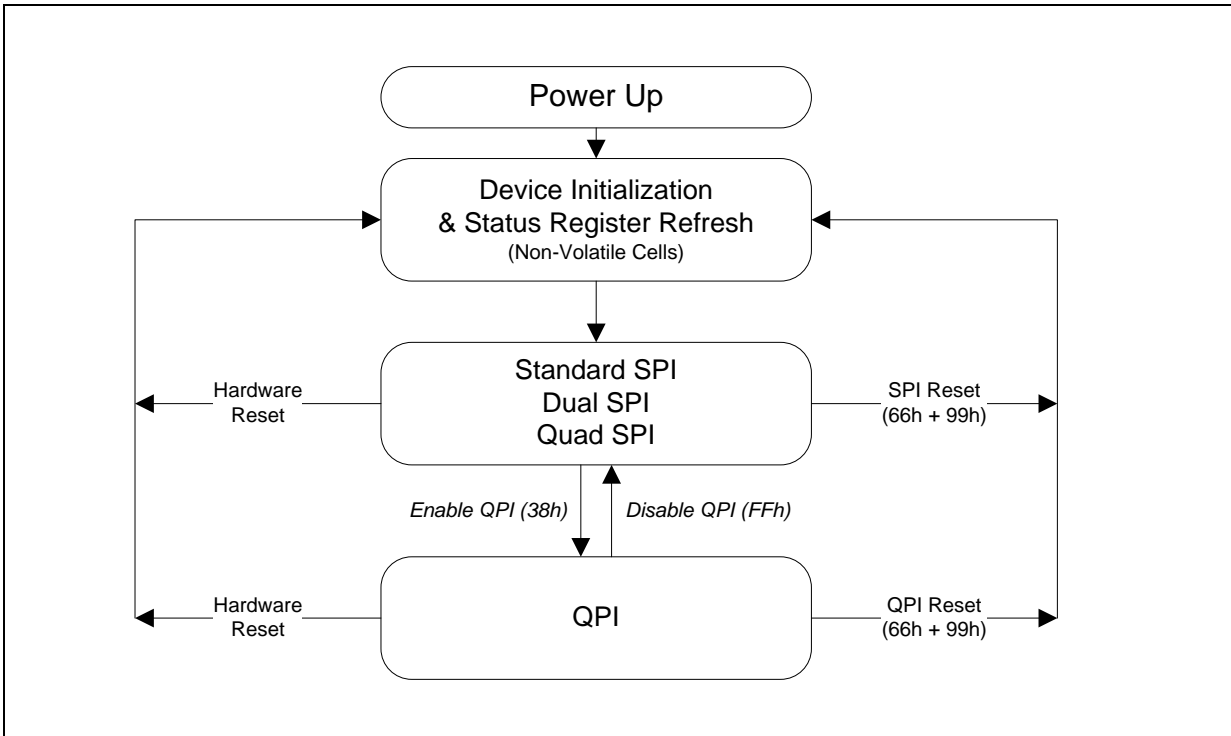 Power Up
Device Initialization
& Status Register Refresh
(Non-Volatile Cells)
Standard SPI
Dual SPI
Quad SPI
Hardware
Reset
SPI Reset
(66h + 99h)
Enable QPI (38h)
Disable QPI (FFh)
QPI
Hardware
Reset
QPI Reset
(66h + 99h)